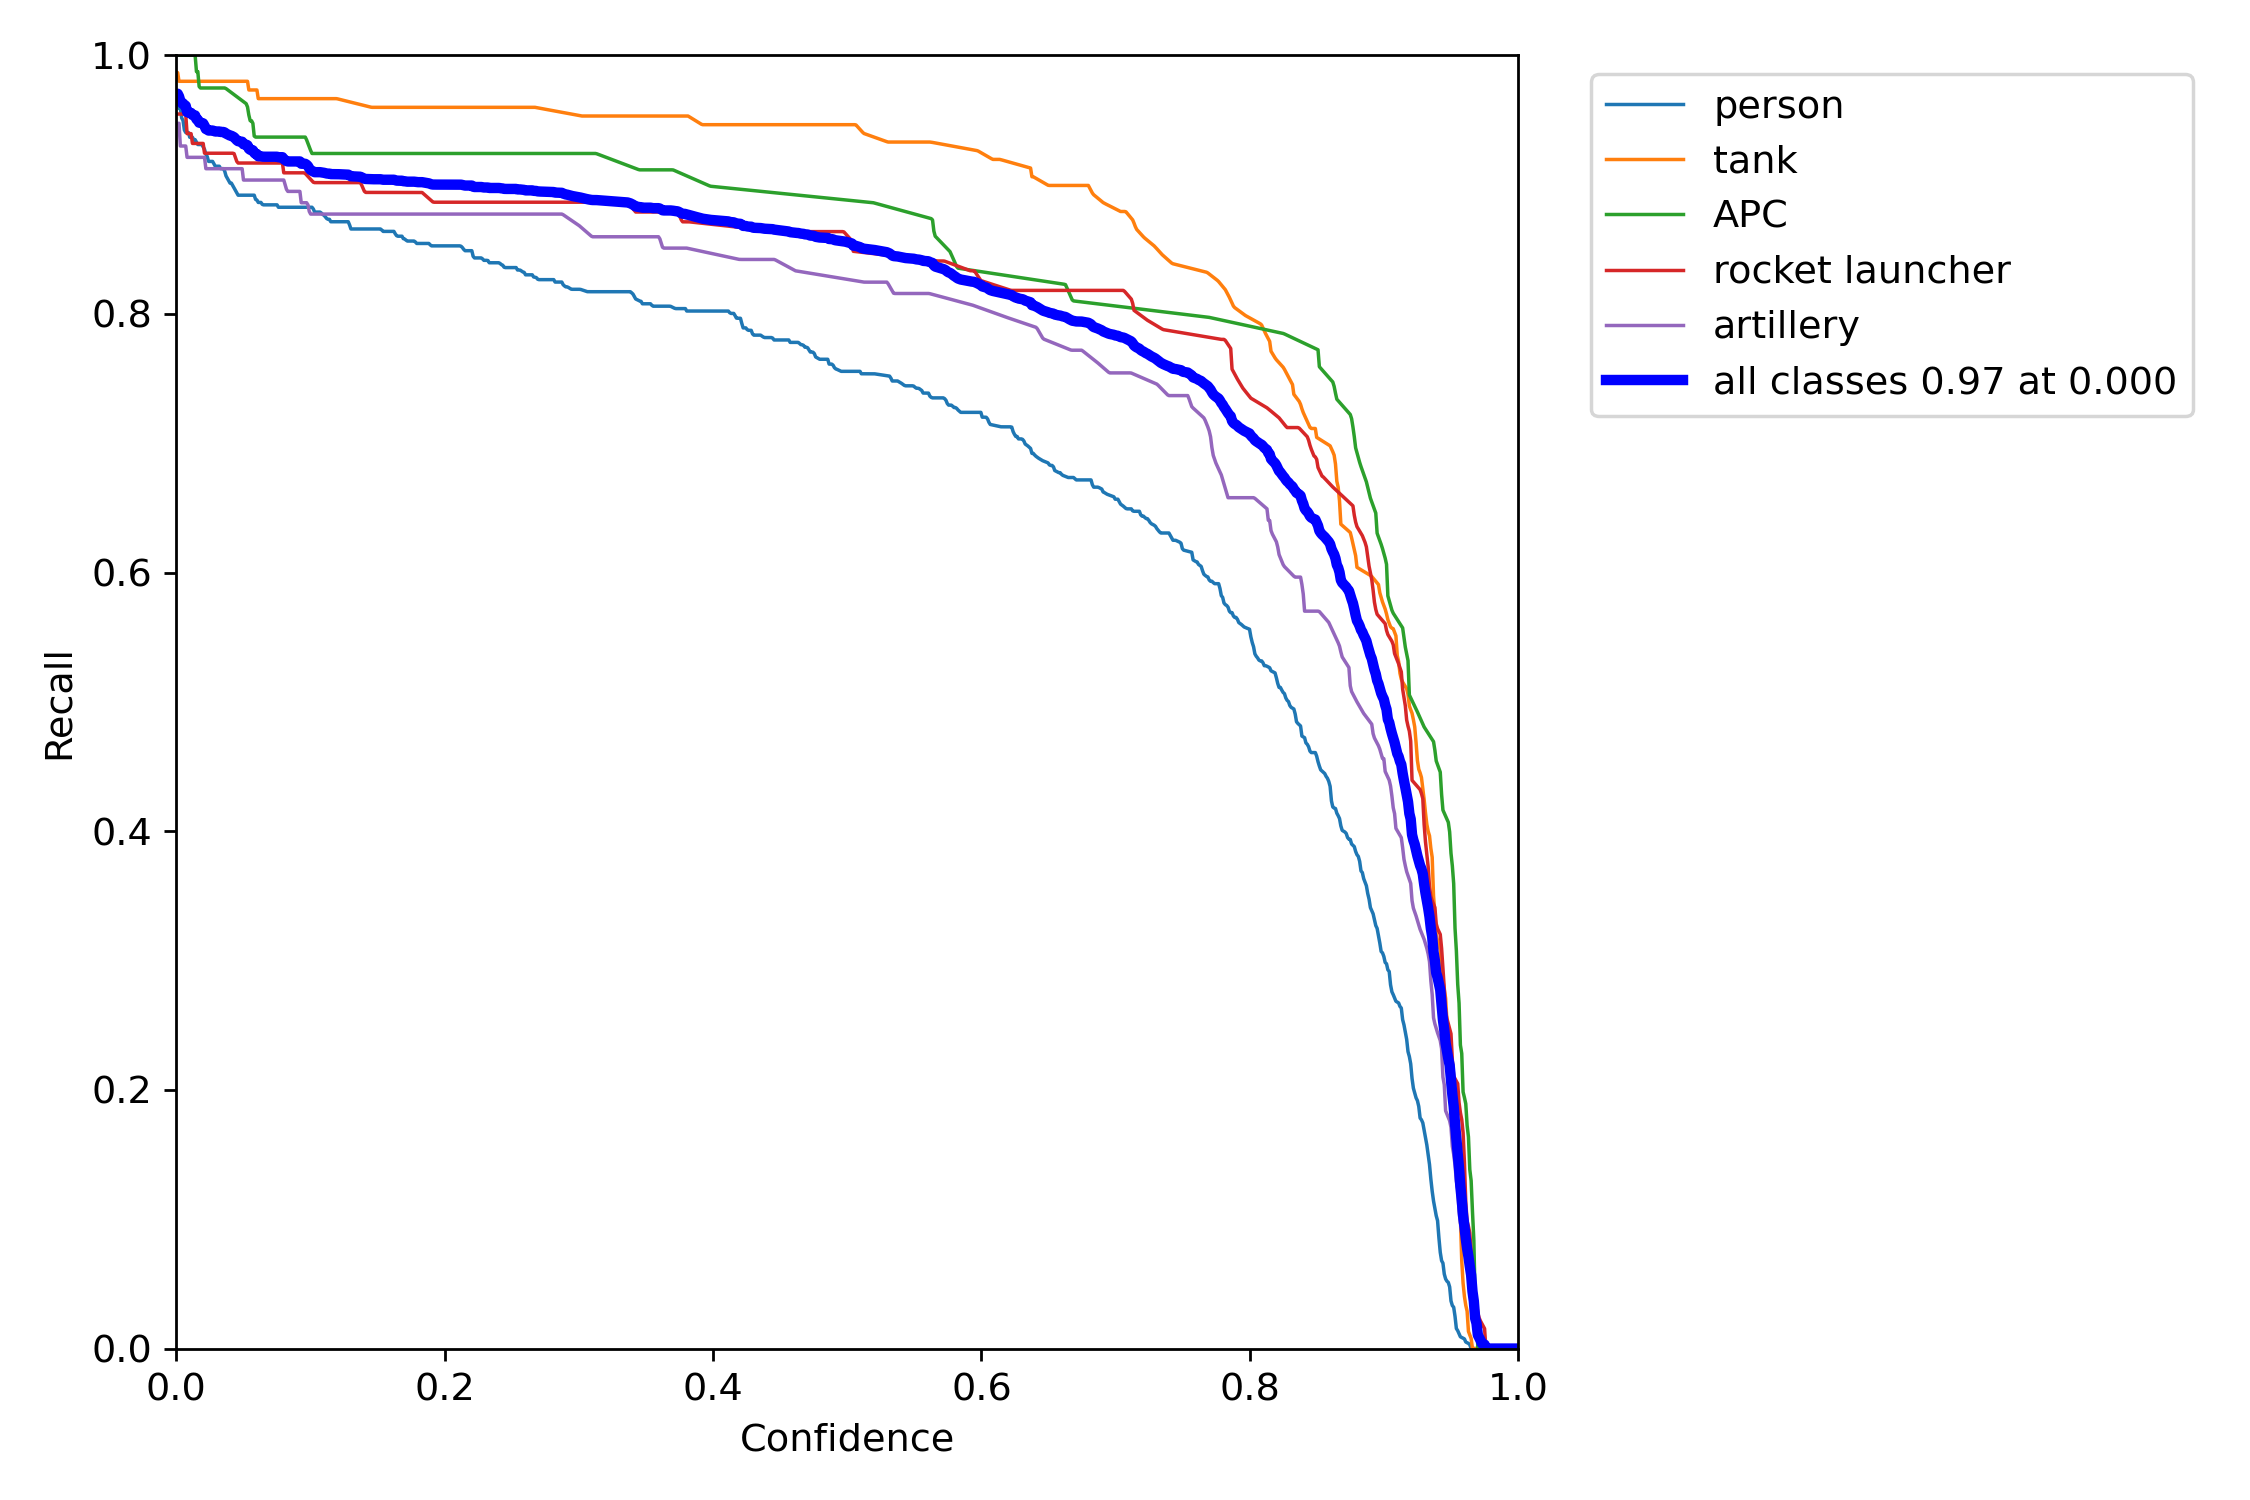 1.0
0.8
0.6
0.4
0.2
0.0
0.0 0.2 0.4 0.6 0.8 1.0
Recall
Confidence
person
tank
APC
rocket launcher
artillery
all classes 0.97 at 0.000